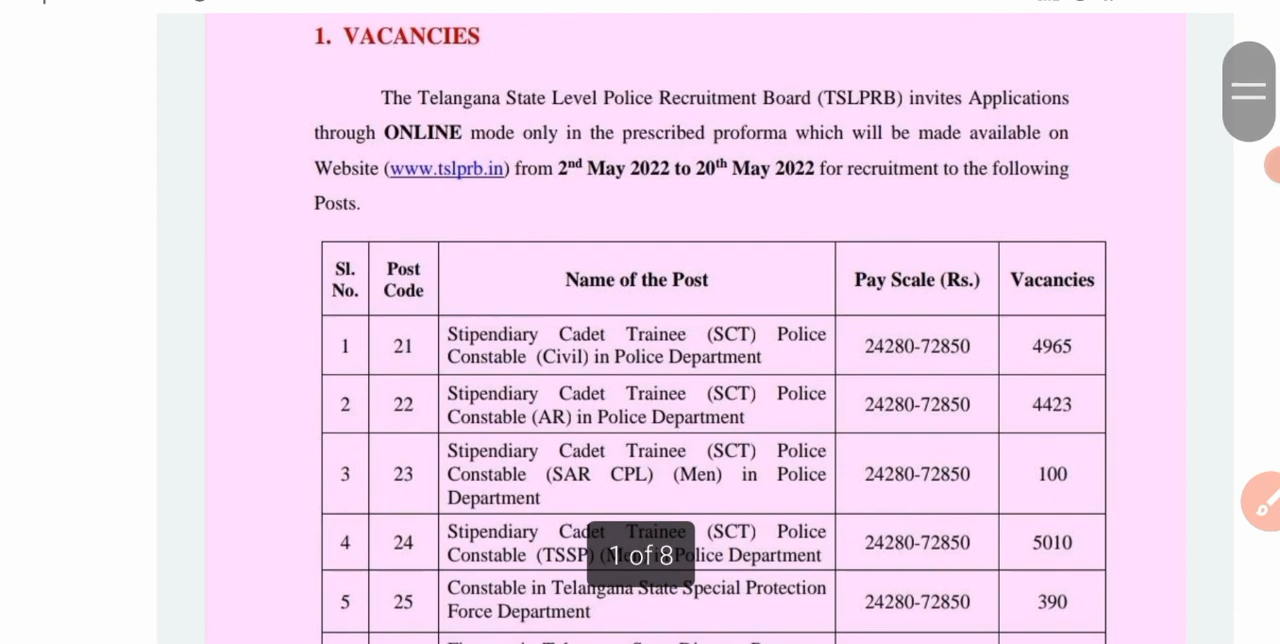 1. VACANCIES
The Telangana State Level Police Recruitment Board (TSLPRB) invites Applications
through ONLINE mode only in the prescribed proforma which will be made available on
Website (www.tslprb.in) from 2nd May 2022 to 20th May 2022 for recruitment to the following
Posts.
Sl. No. Post Code Name of the Post Pay Scale (Rs.) Vacancies
1 21 Stipendiary Cadet Trainee (SCT) Police
Constable (Civil) in Police Department 24280-72850 4965
2 22 Stipendiary Cadet Trainee (SCT) Police
Constable (AR) in Police Department 24280-72850 4423
3 23 Stipendiary Cadet Trainee (SCT) Police
Constable (SAR CPL) (Men) in Police
Department 24280-72850 100
4 24 Stipendiary Cadet Trainee (SCT) Police
Constable (TSSP) Police Department 24280-72850 5010
1 of 8
5 25 Constable in Telangana State Special Protection
Force Department 24280-72850 390